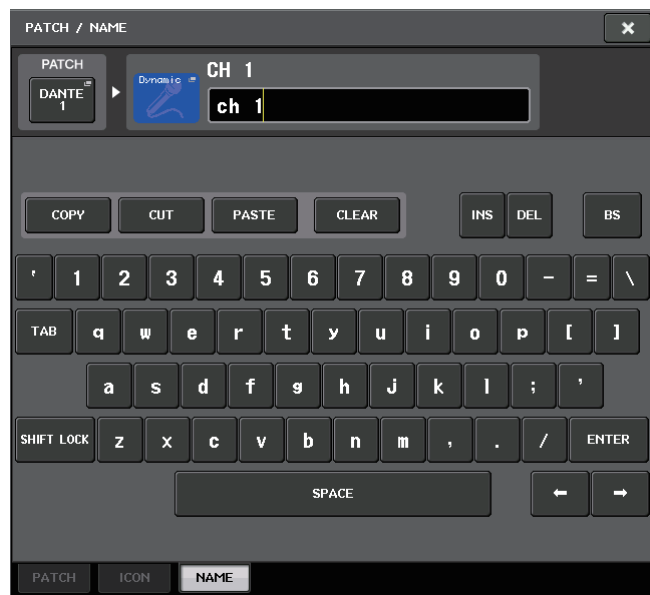 PATCH / NAME
PATCH
DANTE
1
Dynamic
CH 1
ch 1
COPY CUT PASTE CLEAR INS DEL BS
' 1 2 3 4 5 6 7 8 9 0 - = \
TAB q w e r t y u i o p [ ]
a s d f g h j k l ; '
SHIFT LOCK z x c v b n m , . / ENTER
SPACE ← →
PATCH ICON NAME